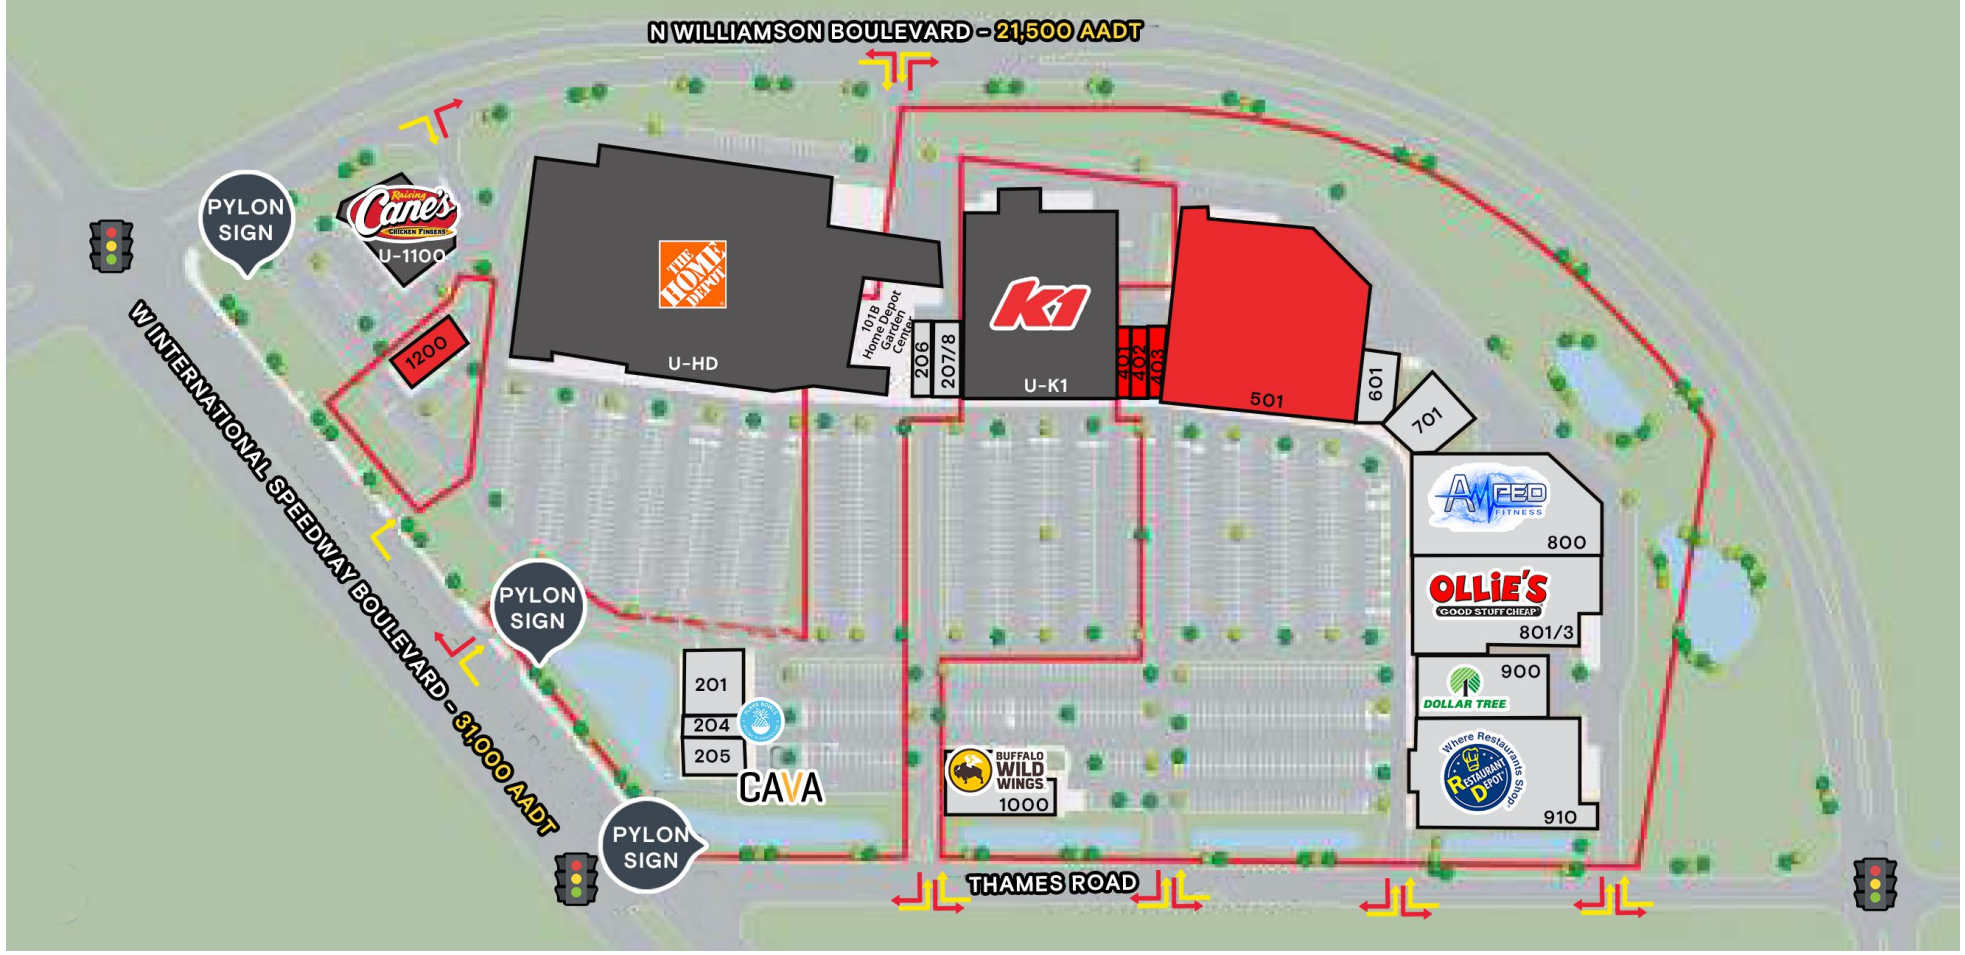 N WILLIAMSON BOULEVARD - 21,500 AADT
PYLON
SIGN
Raising
Cane's
CHICKEN FINGERS
U-1100
THE
HOME
DEPOT
U-HD
101B
Home Depot
Garden
Center
206
207/8
K1
U-K1
401
402
403
501
601
701
1200
W INTERNATIONAL SPEEDWAY BOULEVARD - 31,000 AADT
AMPED
FITNESS
800
OLLIE'S
GOOD STUFF CHEAP
801/3
900
DOLLAR TREE
Where Restaurants Shop
RESTAURANT
DEPOT
910
PYLON
SIGN
201
204
205
CAVA
BUFFALO
WILD
WINGS
1000
PYLON
SIGN
THAMES ROAD